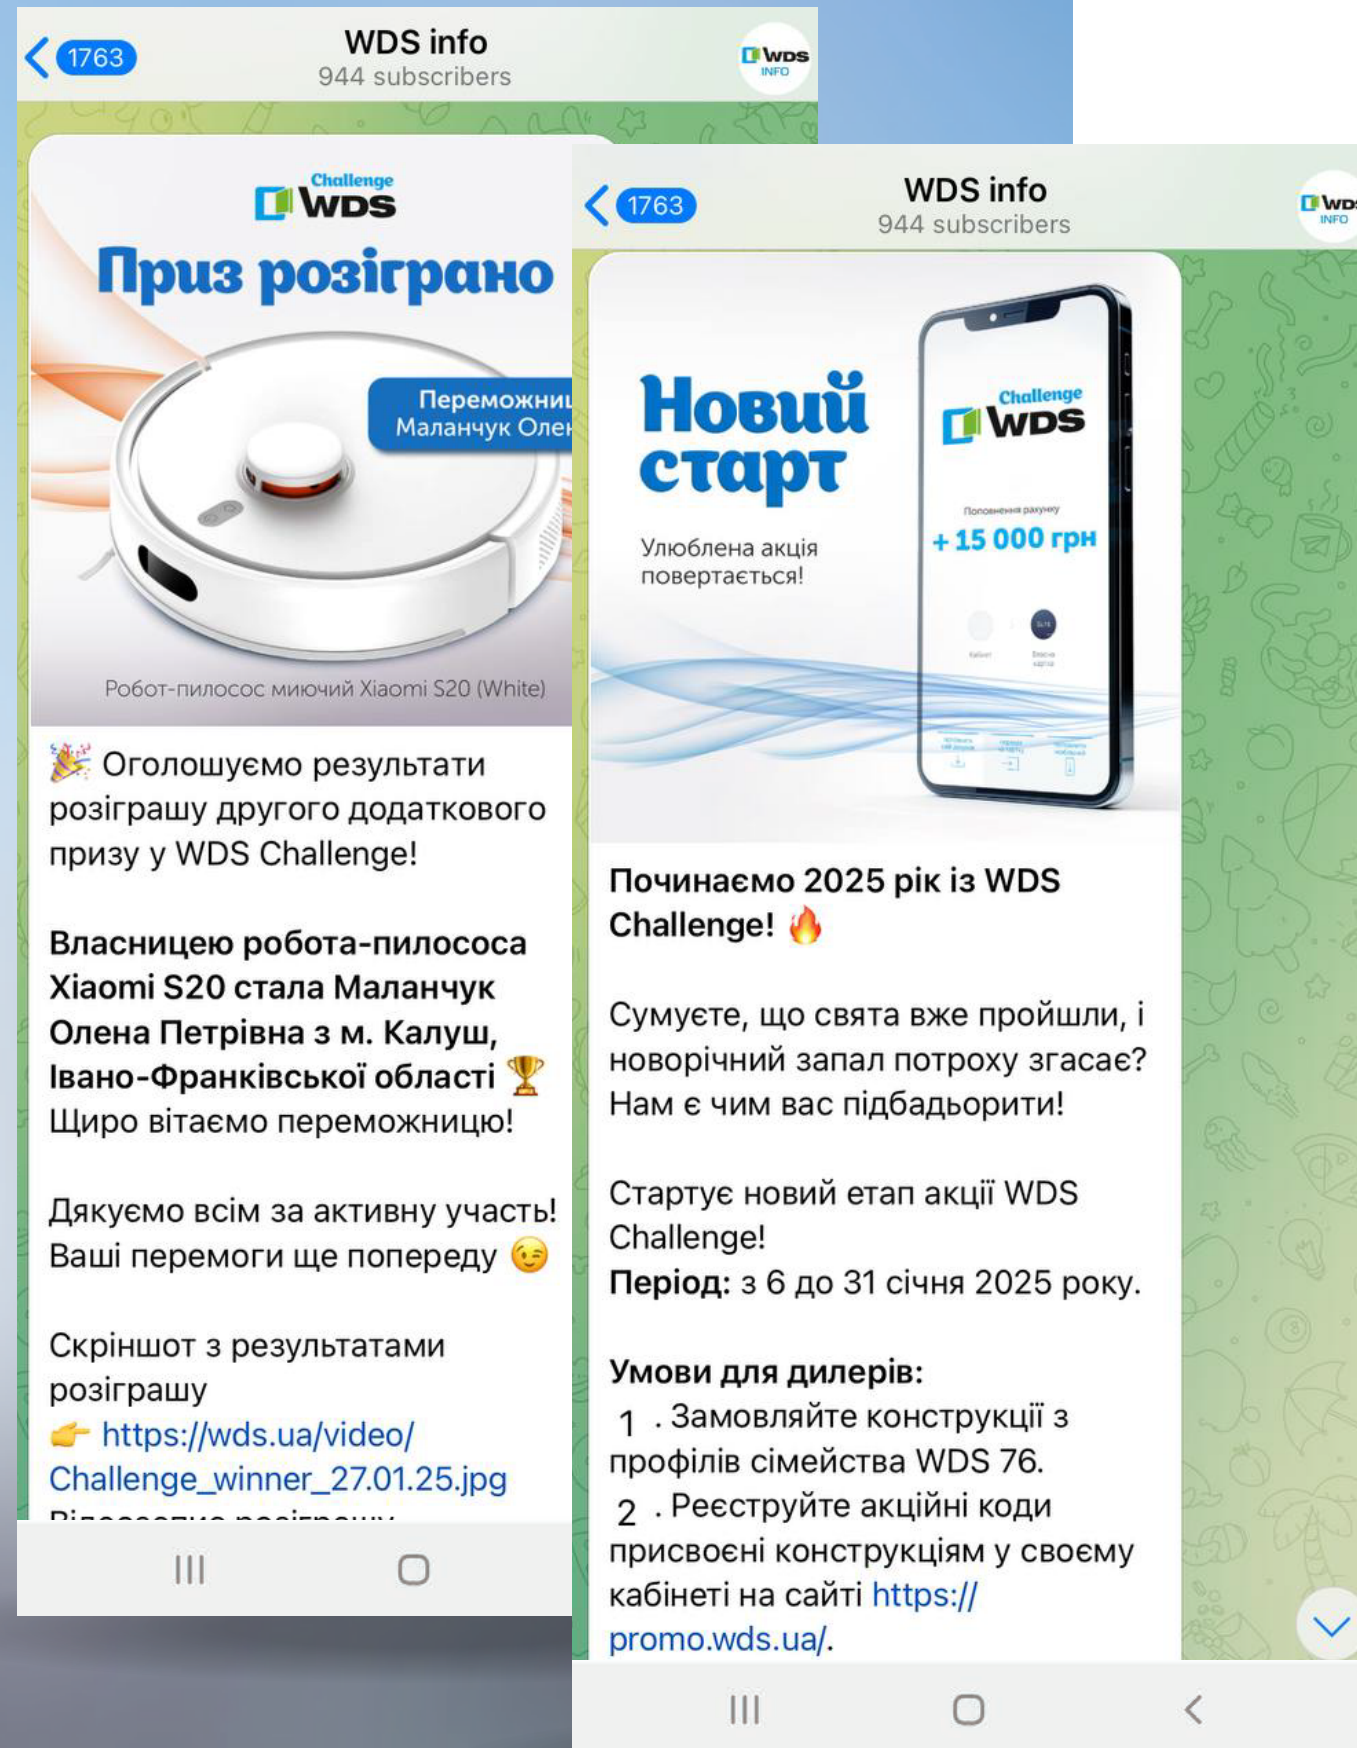 1763
WDS info
944 subscribers
WDS
INFO
Challenge
WDS
Приз розіграно
Маланчук
Робот-пилосос миючий Xiaomi S20 (White)
🎉 Оголошуємо результати
розіграшу другого додаткового
призу у WDS Challenge!
Власницею робота-пилососа
Xiaomi S20 стала Маланчук
Олена Петрівна з м. Калуш,
Івано-Франківської області 🏆
Щиро вітаємо переможницю!
Дякуємо всім за активну участь!
Ваші перемоги ще попереду 😉
Скріншот з результатами
розіграшу
👉 https://wds.ua/video/
Challenge_winner_27.01.25.jpg
1763
WDS info
944 subscribers
INFO
Новий
старт
Улюблена акція
повертається!
Challenge
WDS
Поповнення рахунку
+ 15 000 грн
Кабінет
Починаємо 2025 рік із WDS
Challenge! 🔥
Сумуєте, що свята вже пройшли, і
новорічний запал потроху згасає?
Нам є чим вас підбадьорити!
Стартує новий етап акції WDS
Challenge!
Період: з 6 до 31 січня 2025 року.
Умови для дилерів:
1 . Замовляйте конструкції з
профілів сімейства WDS 76.
2 . Реєструйте акційні коди
присвоєні конструкціям у своєму
кабінеті на сайті https://
promo.wds.ua/.